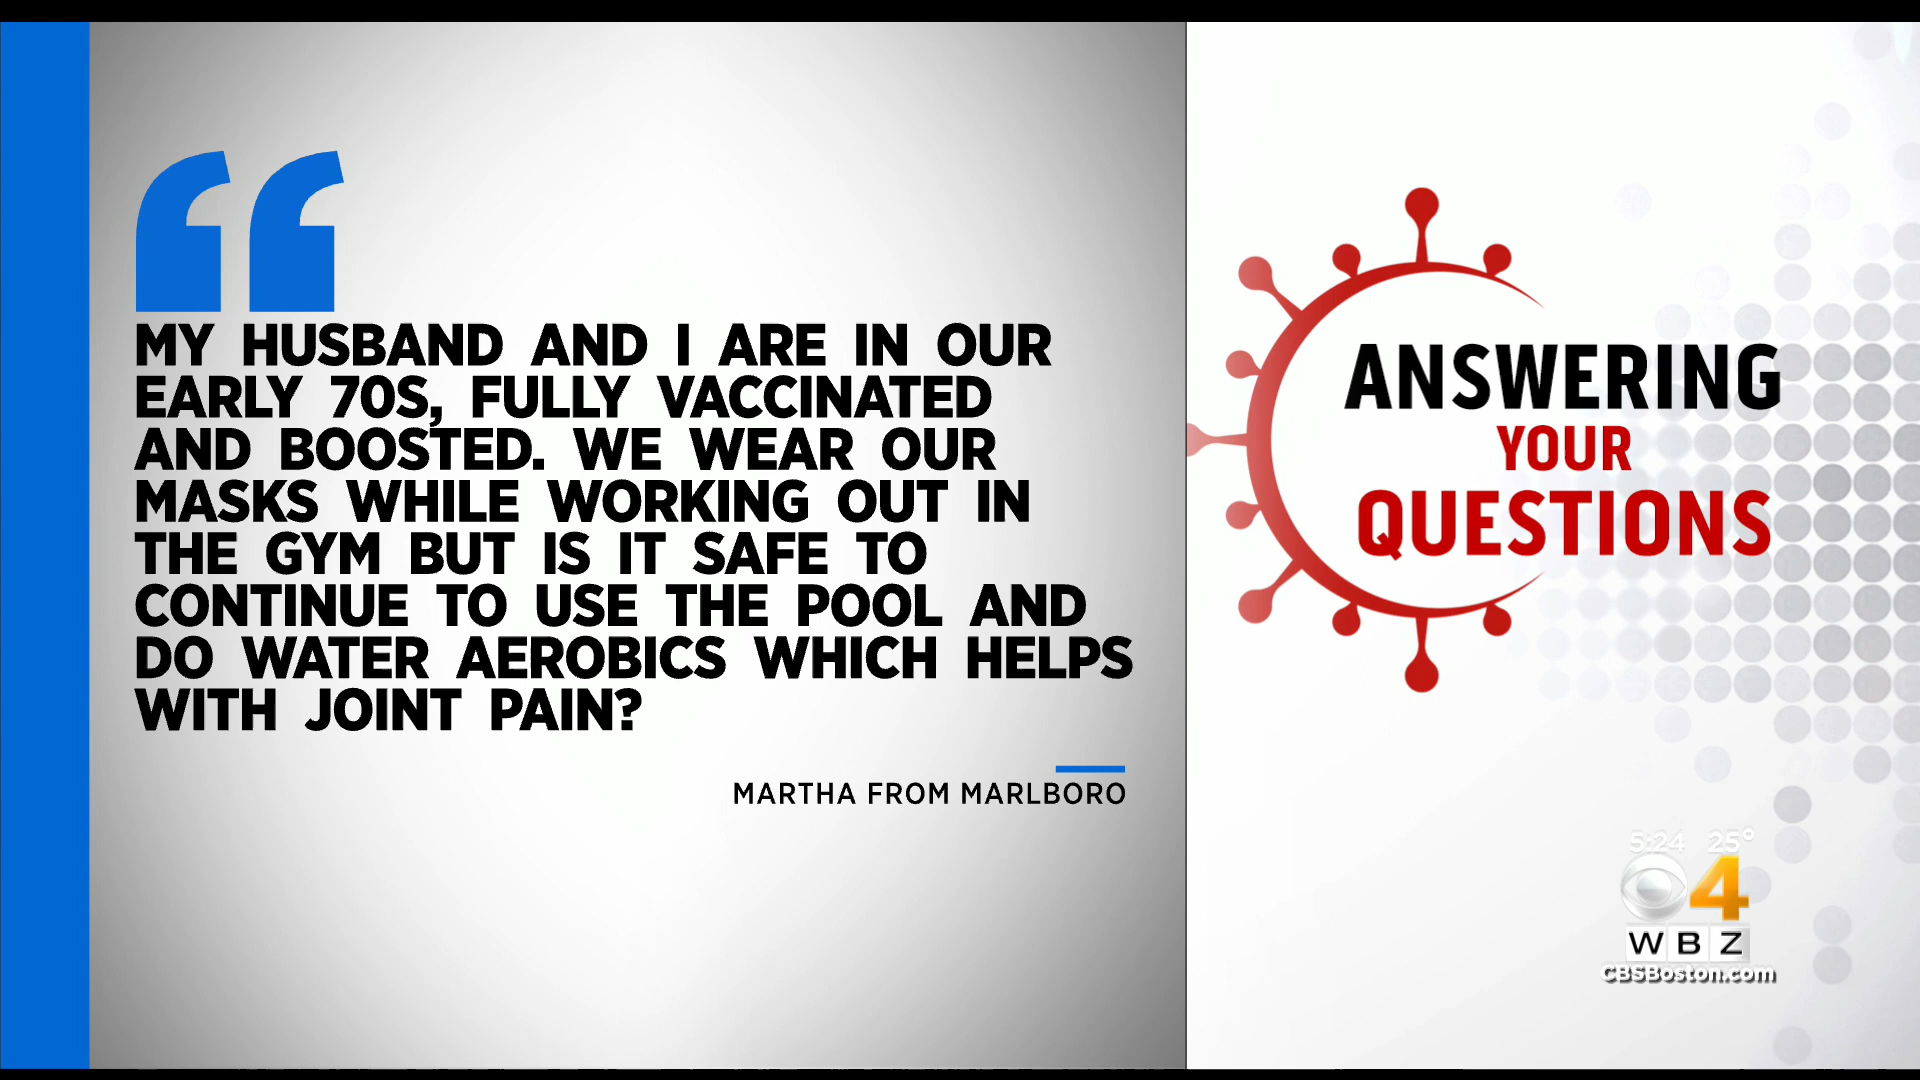 MY HUSBAND AND I ARE IN OUR
EARLY 70S, FULLY VACCINATED
AND BOOSTED. WE WEAR OUR
MASKS WHILE WORKING OUT IN
THE GYM BUT IS IT SAFE TO
CONTINUE TO USE THE POOL AND
DO WATER AEROBICS WHICH HELPS
WITH JOINT PAIN?
MARTHA FROM MARLBORO
ANSWERING
YOUR
QUESTIONS
5:24 25°
4
WBZ
CBSBoston.com